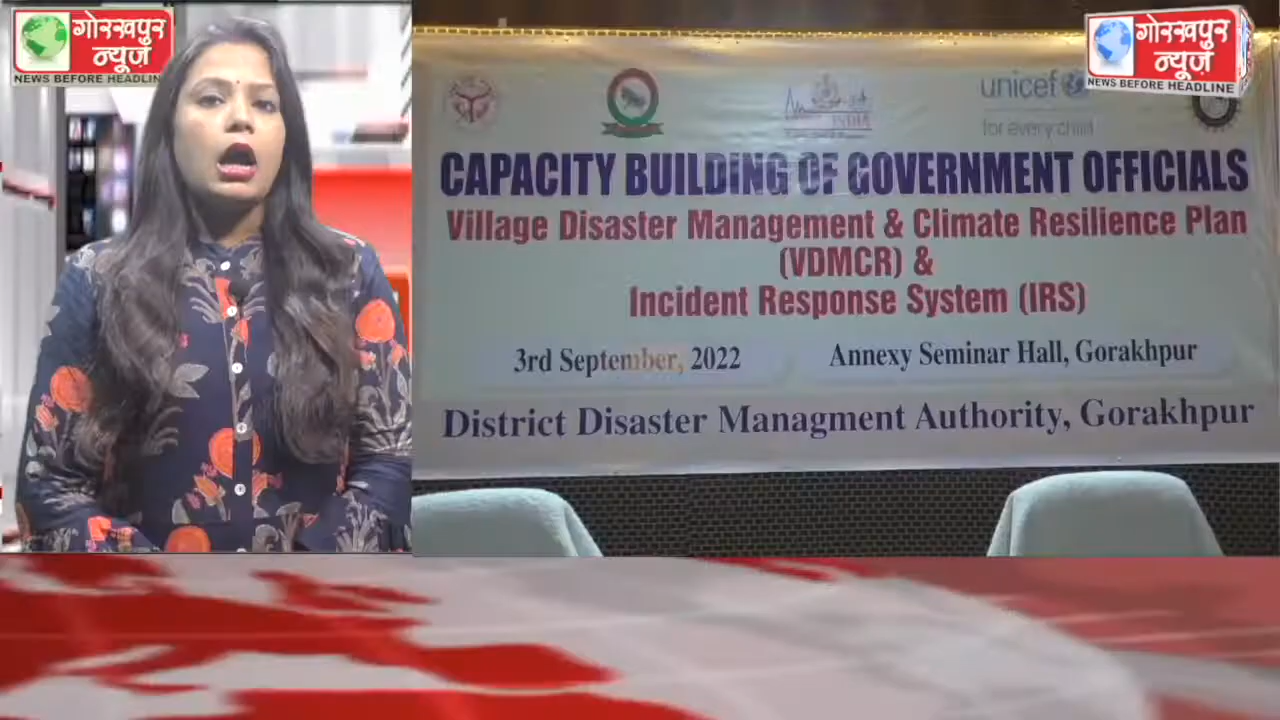 गोरखपुर
न्यूज़
NEWS BEFORE HEADLINE
गोरखपुर
न्यूज़
NEWS BEFORE HEADLINE
unicef
for every child
CAPACITY BUILDING OF GOVERNMENT OFFICIALS
Village Disaster Management & Climate Resilience Plan
(VDMCR) &
Incident Response System (IRS)
3rd September, 2022
Annexy Seminar Hall, Gorakhpur
District Disaster Managment Authority, Gorakhpur